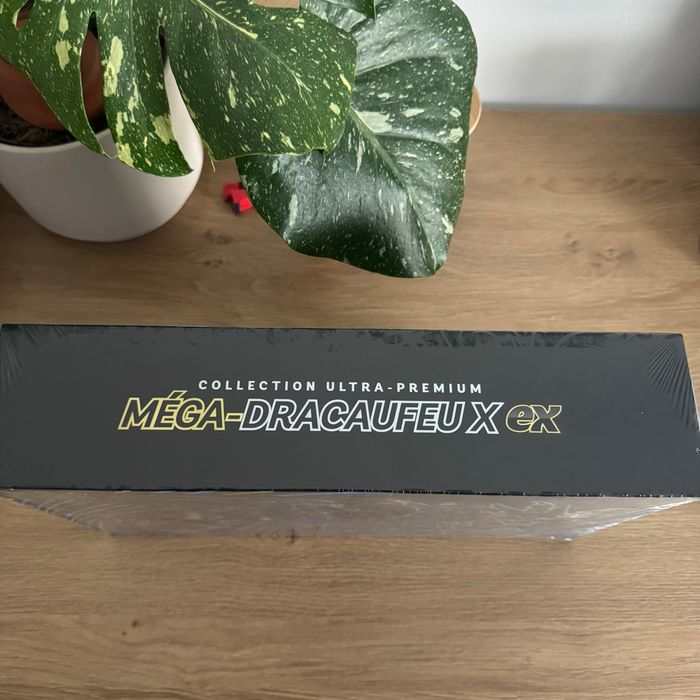 COLLECTION ULTRA-PREMIUM
MÉGA-DRACAUFEU X ex